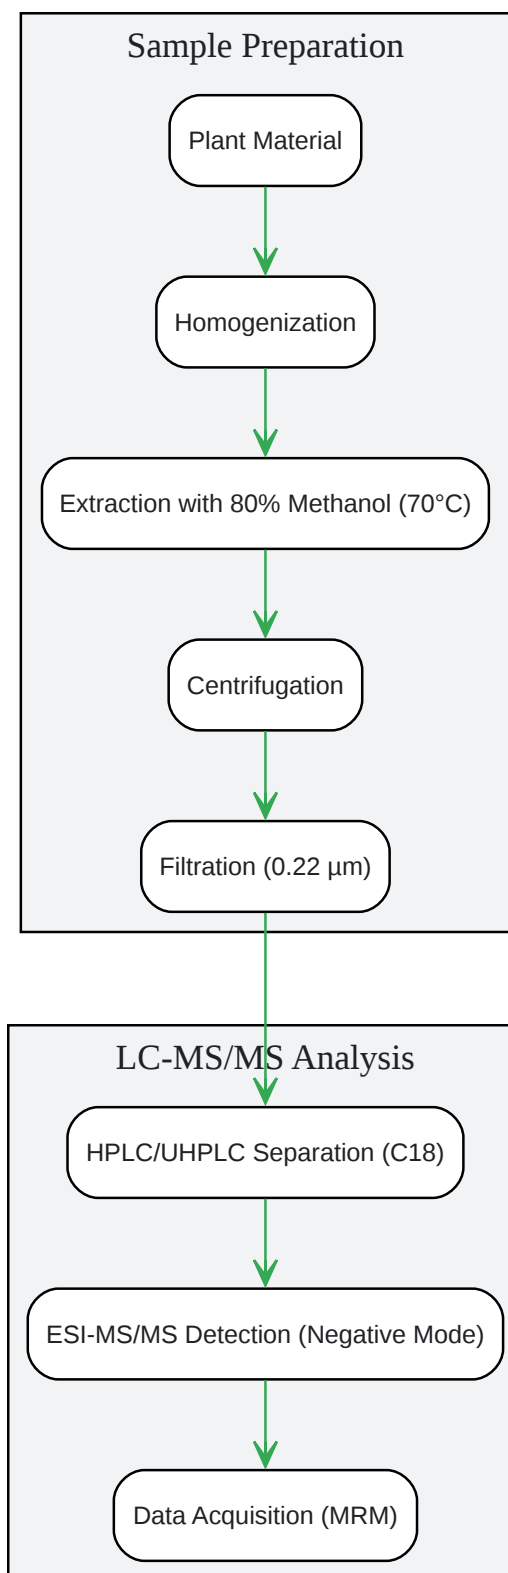 Sample Preparation
Plant Material
Homogenization
Extraction with 80% Methanol (70°C)
Centrifugation
Filtration (0.22 µm)
LC-MS/MS Analysis
HPLC/UHPLC Separation (C18)
ESI-MS/MS Detection (Negative Mode)
Data Acquisition (MRM)